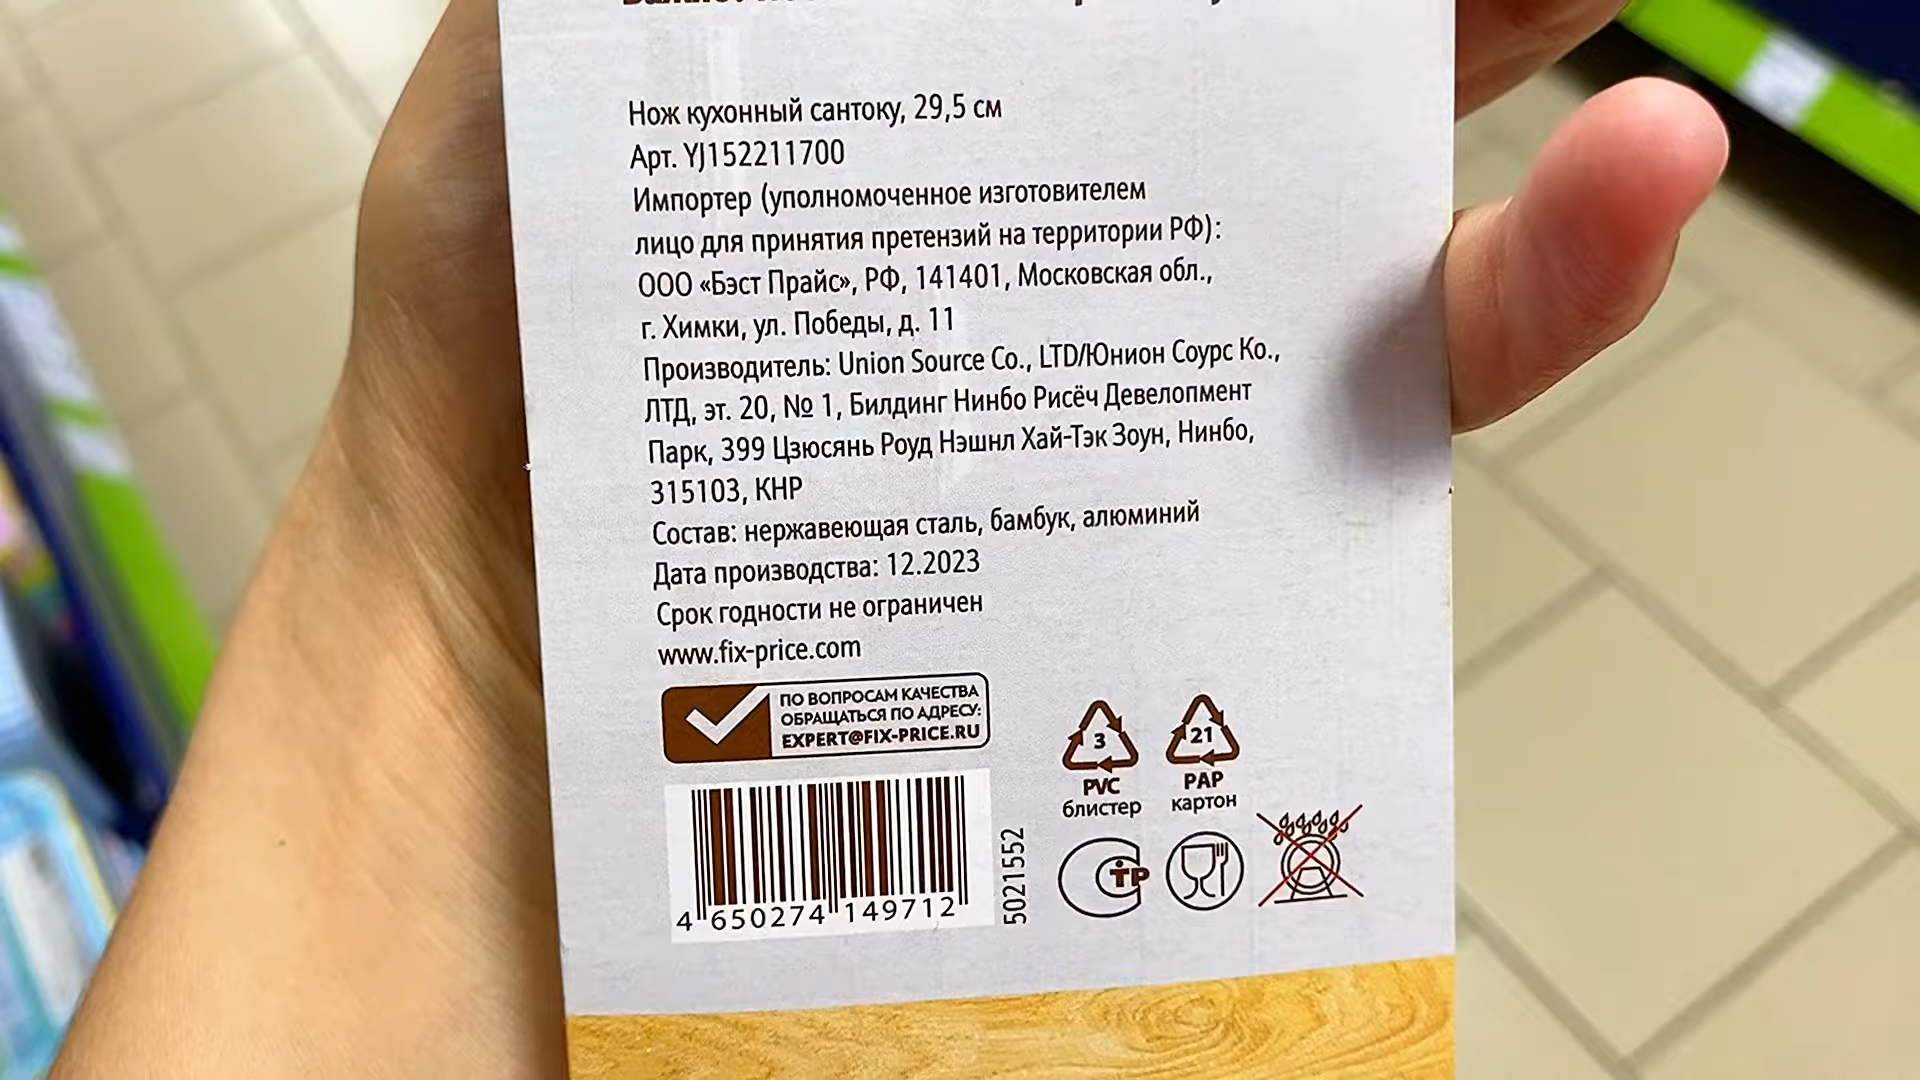 Нож кухонный сантоку, 29,5 см
Арт. YJ152211700
Импортер (уполномоченное изготовителем
лицо для принятия претензий на территории РФ):
ООО «Бэст Прайс», РФ, 141401, Московская обл.,
г. Химки, ул. Победы, д. 11
Производитель: Union Source Co., LTD/Юнион Соурс Ко.,
ЛТД, эт. 20, № 1, Билдинг Нинбо Рисёч Девелопмент
Парк, 399 Цзюсянь Роуд Нэшнл Хай-Тэк Зоун, Нинбо,
315103, КНР
Состав: нержавеющая сталь, бамбук, алюминий
Дата производства: 12.2023
Срок годности не ограничен
www.fix-price.com
ПО ВОПРОСАМ КАЧЕСТВА
ОБРАЩАТЬСЯ ПО АДРЕСУ:
EXPERT@FIX-PRICE.RU
3
PVC
блистер
21
PAP
картон
4 650274 149712
5021552
СТР